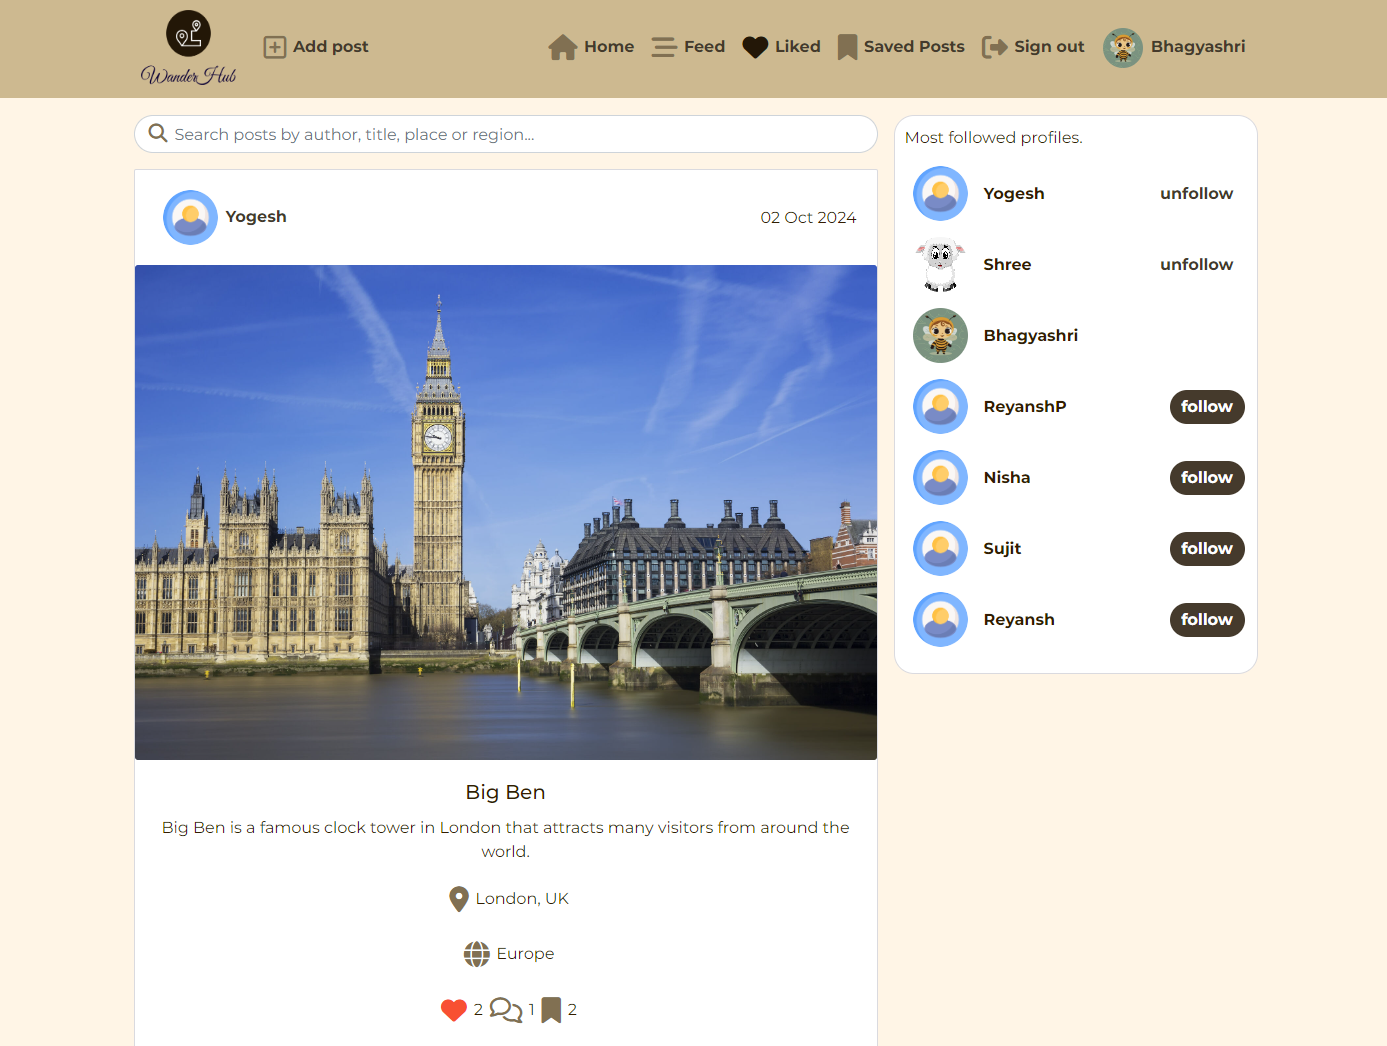 Wander Hub
Add post
Home
Feed
Liked
Saved Posts
Sign out
Bhagyashri
Search posts by author, title, place or region...
Yogesh
02 Oct 2024
Big Ben
Big Ben is a famous clock tower in London that attracts many visitors from around the
world.
London, UK
Europe
2
1
2
Most followed profiles.
Yogesh
unfollow
Shree
unfollow
Bhagyashri
ReyanshP
follow
Nisha
follow
Sujit
follow
Reyansh
follow